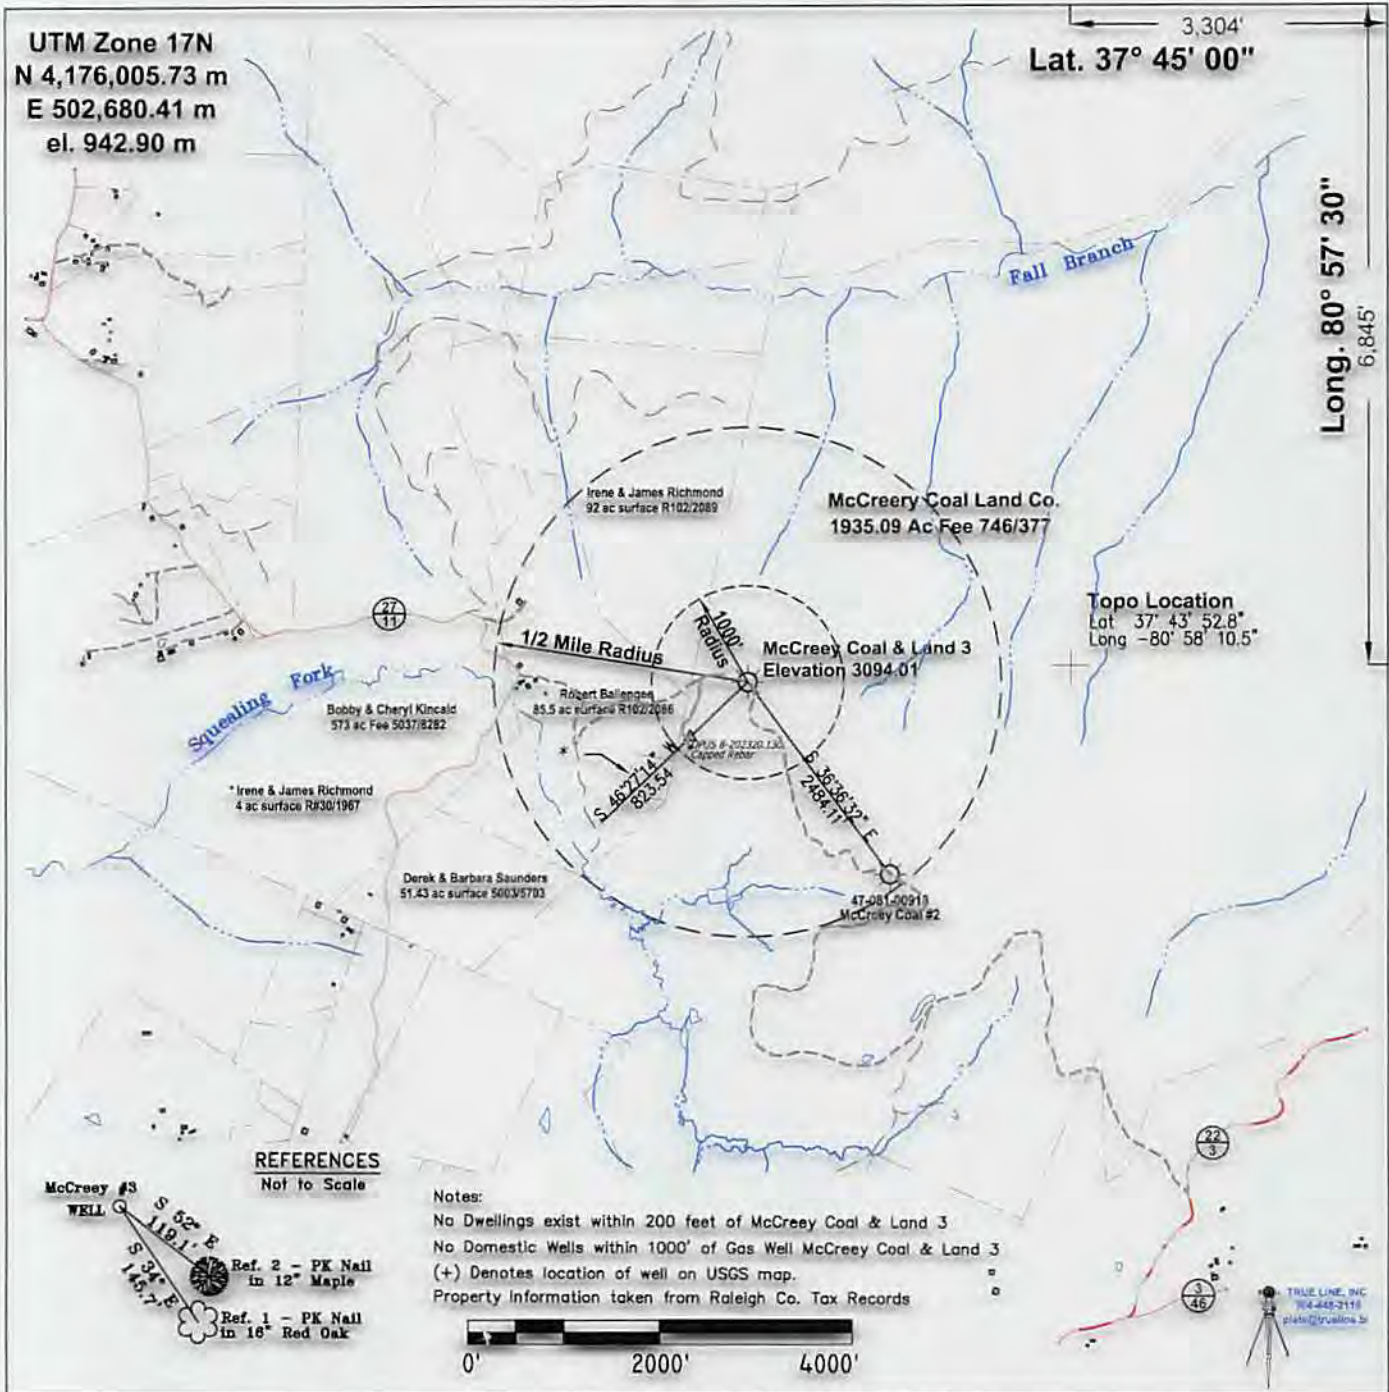 UTM Zone 17N
N 4,176,005.73 m
E 502,680.41 m
el. 942.90 m
3,304'
Lat. 37° 45' 00"
Long. 80° 57' 30"
6,845'
Fall Branch
Irene & James Richmond
92 ac surface R102/2089
McCreery Coal Land Co.
1935.09 Ac Fee 746/377
Topo Location
Lat 37° 43' 52.8"
Long -80° 58' 10.5"
27
11
1000'
Radius
1/2 Mile Radius
McCreey Coal & Land 3
Elevation 3094.01
Squealing Fork
Robert Ballengee
85.5 ac surface R102/2086
Bobby & Cheryl Kincaid
573 ac Fee 5037/8282
Capped Rebar
*
S 46°27'14" W
823.54
S 36°36'32" E
2484.11'
* Irene & James Richmond
4 ac surface R#30/1967
Derek & Barbara Saunders
51.43 ac surface 5003/5703
McCreey Coal #2
22
3
REFERENCES
Not to Scale
McCreey #3
WELL
S 52° E
119.1'
S 34° E
145.7'
Ref. 2 - PK Nail
in 12" Maple
Ref. 1 - PK Nail
in 16" Red Oak
Notes:
No Dwellings exist within 200 feet of McCreey Coal & Land 3
No Domestic Wells within 1000' of Gas Well McCreey Coal & Land 3
(+) Denotes location of well on USGS map.
Property Information taken from Raleigh Co. Tax Records
3
46
TRUE LINE, INC
0'
2000'
4000'